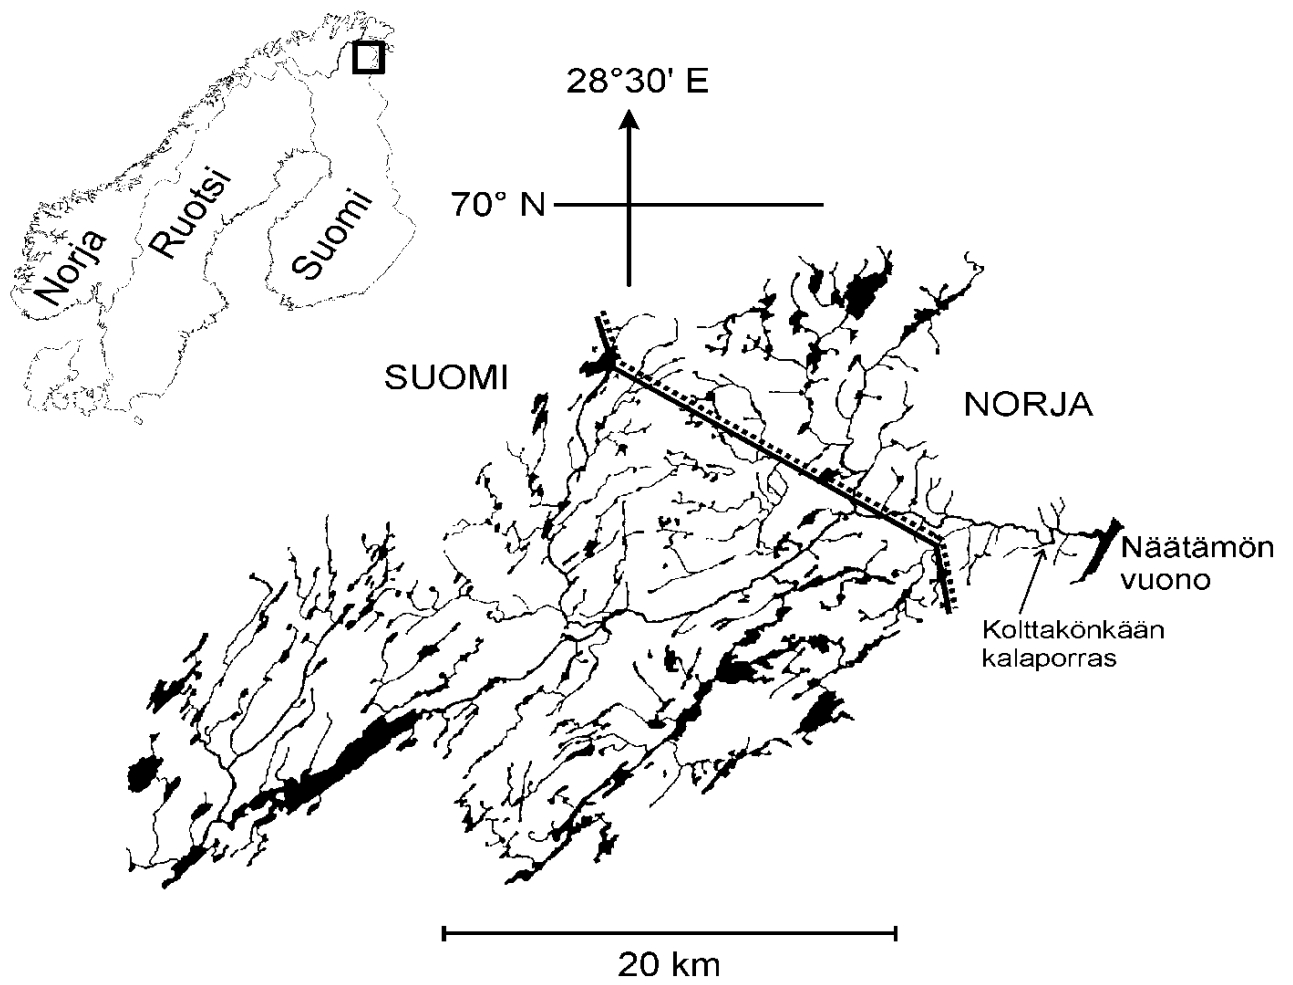 28°30' E
70° N
Norja
Ruotsi
Suomi
SUOMI
NORJA
Näätämön
vuono
Kolttakönkään
kalaporras
20 km